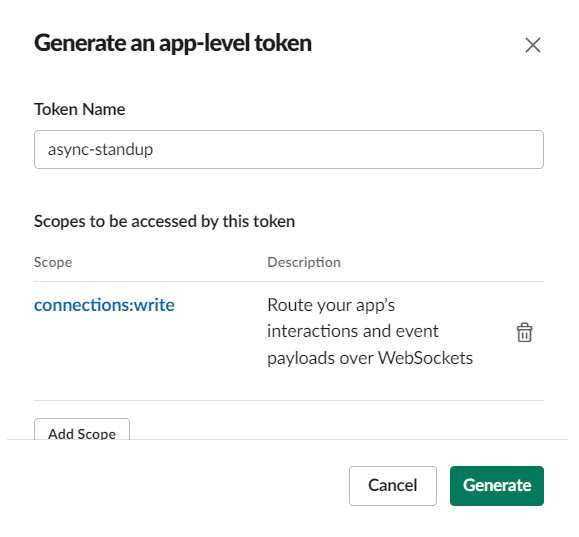 Generate an app-level token
Token Name
async-standup
Scopes to be accessed by this token
Scope Description
connections:write Route your app’s
interactions and event
payloads over WebSockets
Add Scope
Cancel Generate